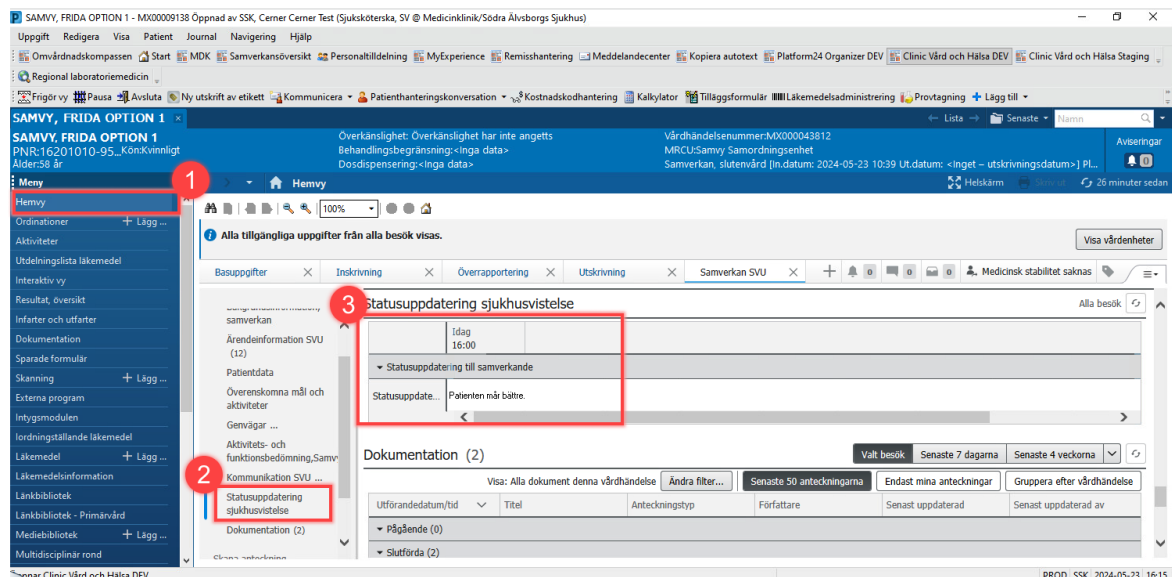 SAMVY, FRIDA OPTION 1 - MX00009138 Öppnad av SSK, Cerner Cerner Test (Sjuksköterska, SV @ Medicinklinik/Södra Älvsborgs Sjukhus)
Uppgift Redigera Visa Patient Journal Navigering Hjälp
Omvårdnadskompassen Start MDK Samverkansöversikt Personaltilldelning MyExperience Remisshantering Meddelandecenter Kopiera autotext Platform24 Organizer DEV Clinic Vård och Hälsa DEV Clinic Vård och Hälsa Staging
Regional laboratoriemedicin
Frigör vy Pausa Avsluta Ny utskrift av etikett Kommunicera Patienthanteringskonversation Kostnadskodhantering Kalkylator Tilläggsformulär Läkemedelsadministrering Provtagning Lägg till
SAMVY, FRIDA OPTION 1 Lista Senaste Namn
SAMVY, FRIDA OPTION 1 Överkänslighet: Överkänslighet har inte angetts Vårdhändelsenummer:MX000043812
PNR:16201010-95...Kön:Kvinnligt Behandlingsbegränsning:<Inga data> MRCU:Samvy Samordningsenhet Aviseringar
Ålder:58 år Dosdispensering:<Inga data> Samverkan, slutenvård [In.datum: 2024-05-23 10:39 Ut.datum: <Inget – utskrivningsdatum>] Pl... 0
Meny 1 Hemvy Helskärm Skriv ut 26 minuter sedan
Hemvy
100%
Ordinationer + Lägg ...
Aktiviteter
Alla tillgängliga uppgifter från alla besök visas. Visa vårdenheter
Utdelningslista läkemedel
Interaktiv vy
Basuppgifter Inskrivning Överrapportering Utskrivning Samverkan SVU 0 0 0 Medicinsk stabilitet saknas
Resultat, översikt
Infarter och utfarter
Dokumentation
Sparade formulär
Skanning + Lägg ...
Externa program
Intygsmodulen
Iordningställande läkemedel
Läkemedel + Lägg ...
Läkemedelsinformation
Länkbibliotek
Länkbibliotek - Primärvård
Mediebibliotek + Lägg ...
Multidisciplinär rond
samverkan
Ärendeinformation SVU
(12)
Patientdata
Överenskomna mål och
aktiviteter
Genvägar ...
Aktivitets- och
funktionsbedömning,Samv
2 Kommunikation SVU ...
Statusuppdatering
sjukhusvistelse
Dokumentation (2)
Skapa anteckning
3 Statusuppdatering sjukhusvistelse Alla besök
Idag
16:00
Statusuppdatering till samverkande
Statusuppdate... Patienten mår bättre.
Dokumentation (2) Valt besök Senaste 7 dagarna Senaste 4 veckorna
Visa: Alla dokument denna vårdhändelse Ändra filter... Senaste 50 anteckningarna Endast mina anteckningar Gruppera efter vårdhändelse
Utförandedatum/tid Titel Anteckningstyp Författare Senast uppdaterad Senast uppdaterad av
Pågående (0)
Slutförda (2)
Öppnar Clinic Vård och Hälsa DEV PROD SSK 2024-05-23 16:15